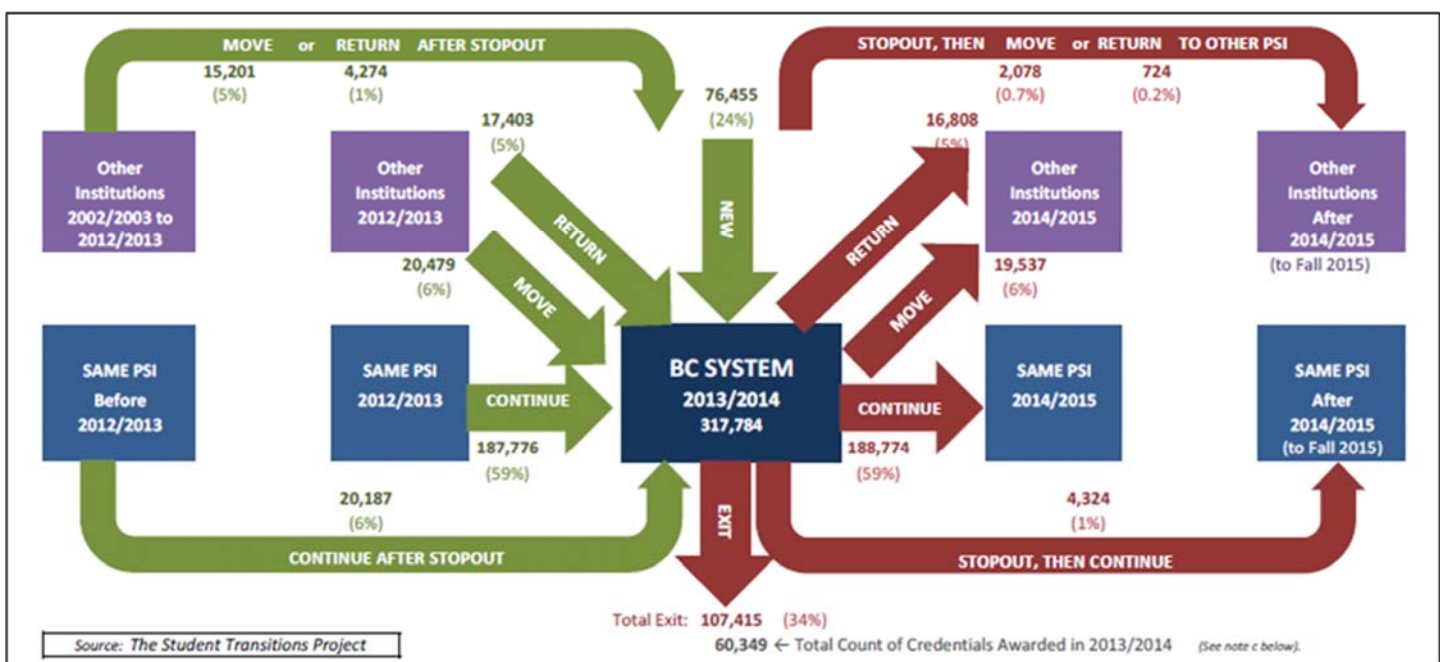 MOVE or RETURN AFTER STOPOUT
15,201 4,274
(5%) (1%)
STOPOUT, THEN MOVE or RETURN TO OTHER PSI
2,078 724
(0.7%) (0.2%)
17,403
(5%)
76,455
(24%)
16,808
(5%)
Other
Institutions
2002/2003 to
2012/2013
Other
Institutions
2012/2013
RETURN
NEW
RETURN
Other
Institutions
2014/2015
Other
Institutions
After
2014/2015
(to Fall 2015)
20,479
(6%)
MOVE
MOVE
19,537
(6%)
SAME PSI
Before
2012/2013
SAME PSI
2012/2013
CONTINUE
187,776
(59%)
BC SYSTEM
2013/2014
317,784
CONTINUE
188,774
(59%)
SAME PSI
2014/2015
SAME PSI
After
2014/2015
(to Fall 2015)
20,187
(6%)
CONTINUE AFTER STOPOUT
EXIT
4,324
(1%)
STOPOUT, THEN CONTINUE
Total Exit: 107,415 (34%)
60,349 ← Total Count of Credentials Awarded in 2013/2014 (See note c below).
Source: The Student Transitions Project